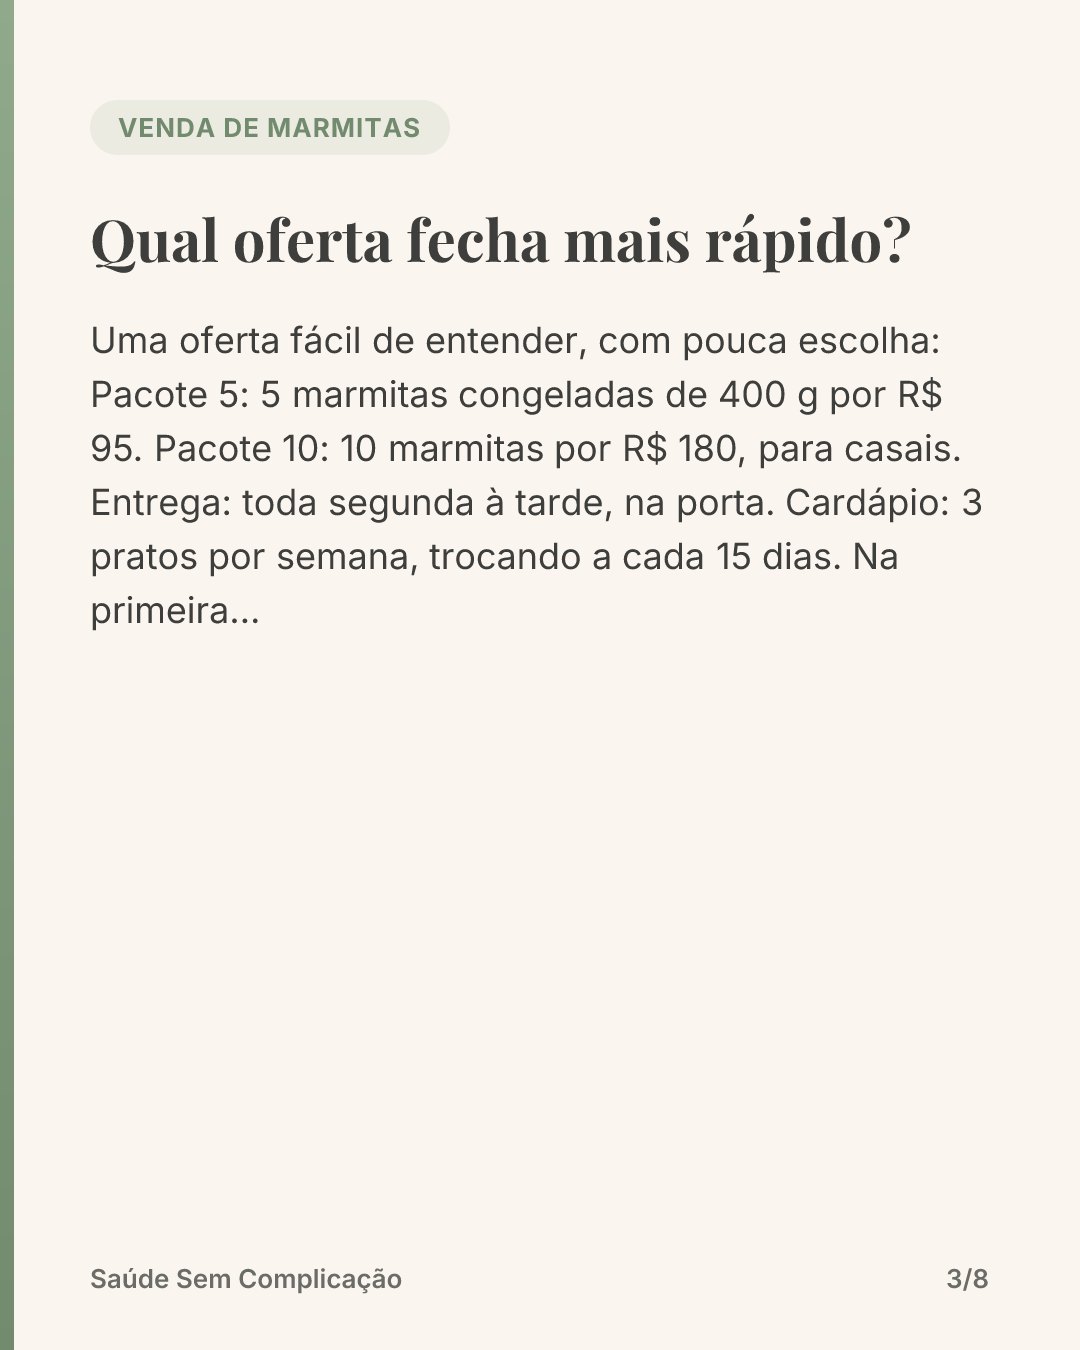 VENDA DE MARMITAS
Qual oferta fecha mais rápido?
Uma oferta fácil de entender, com pouca escolha:
Pacote 5: 5 marmitas congeladas de 400 g por R$
95. Pacote 10: 10 marmitas por R$ 180, para casais.
Entrega: toda segunda à tarde, na porta. Cardápio: 3
pratos por semana, trocando a cada 15 dias. Na
primeira...
Saúde Sem Complicação
3/8